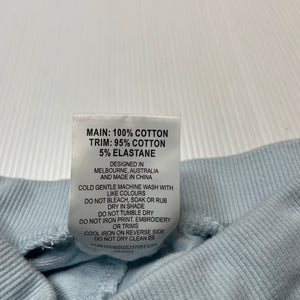 MAIN: 100% COTTON
TRIM: 95% COTTON
5% ELASTANE
DESIGNED IN
MELBOURNE, AUSTRALIA
AND MADE IN CHINA
COLD GENTLE MACHINE WASH WITH
LIKE COLOURS
DO NOT BLEACH, SOAK OR RUB
DRY IN SHADE
DO NOT TUMBLE DRY
DO NOT IRON PRINT, EMBROIDERY
OR TRIMS
COOL IRON ON REVERSE SIDE
DO NOT DRY CLEAN